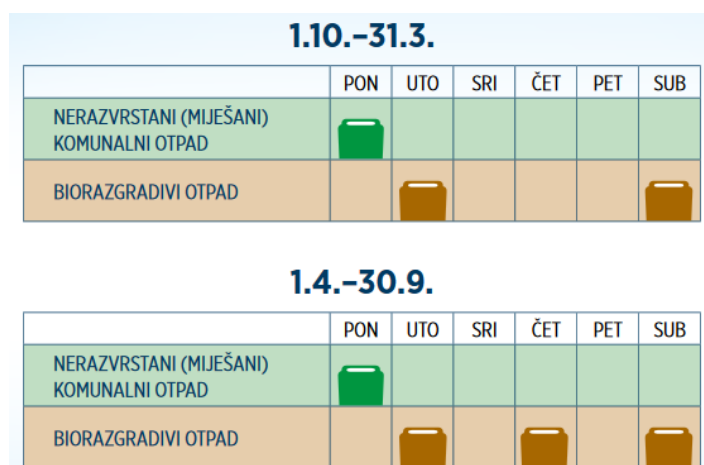 1.10.–31.3.
PON UTO SRI ČET PET SUB
NERAZVRSTANI (MIJEŠANI)
KOMUNALNI OTPAD
BIORAZGRADIVI OTPAD
1.4.–30.9.
PON UTO SRI ČET PET SUB
NERAZVRSTANI (MIJEŠANI)
KOMUNALNI OTPAD
BIORAZGRADIVI OTPAD